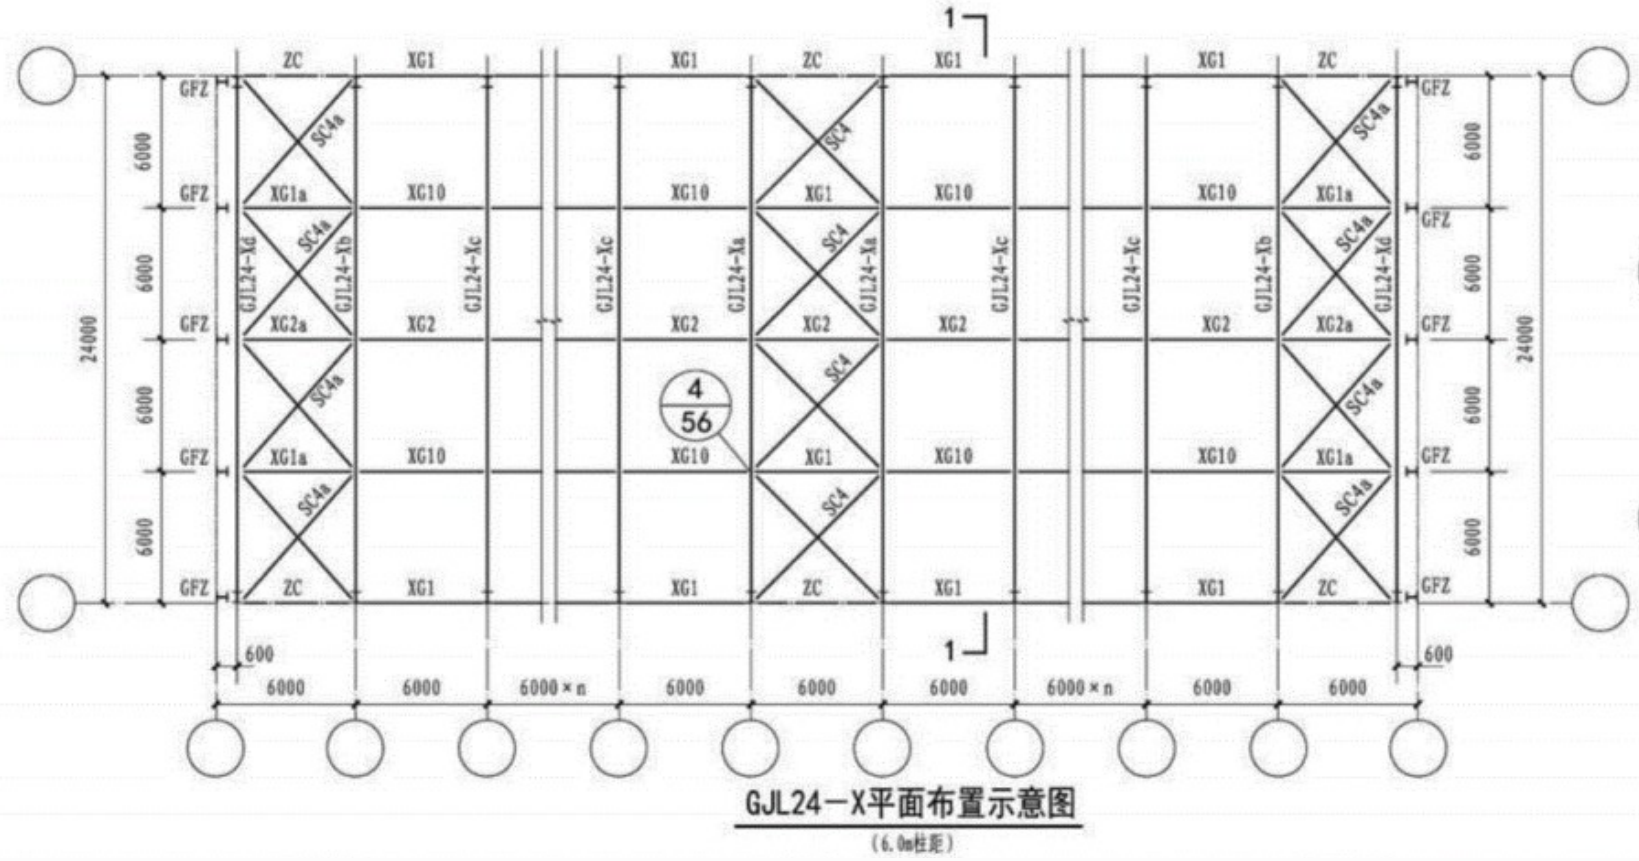 1
ZC XG1 XG1 ZC XG1 XG1 ZC
GFZ GFZ
SC4a SC4 SC4a
6000 6000
GFZ XG1a XG10 XG10 XG1 XG10 XG10 XG1a GFZ
SC4a SC4 SC4a
GJL24-Xd GJL24-Xb GJL24-Xc GJL24-Xc GJL24-Xa GJL24-Xa GJL24-Xc GJL24-Xc GJL24-Xb GJL24-Xd
6000 6000
GFZ XG2a XG2 XG2 XG2 XG2 XG2 XG2a GFZ
24000 24000
SC4a SC4 SC4a
4
56
6000 6000
GFZ XG1a XG10 XG10 XG1 XG10 XG10 XG1a GFZ
SC4a SC4 SC4a
6000 6000
GFZ ZC XG1 XG1 ZC XG1 XG1 ZC GFZ
1
600 600
6000 6000 6000×n 6000 6000 6000 6000×n 6000 6000
GJL24-X平面布置示意图
(6.0m柱距)